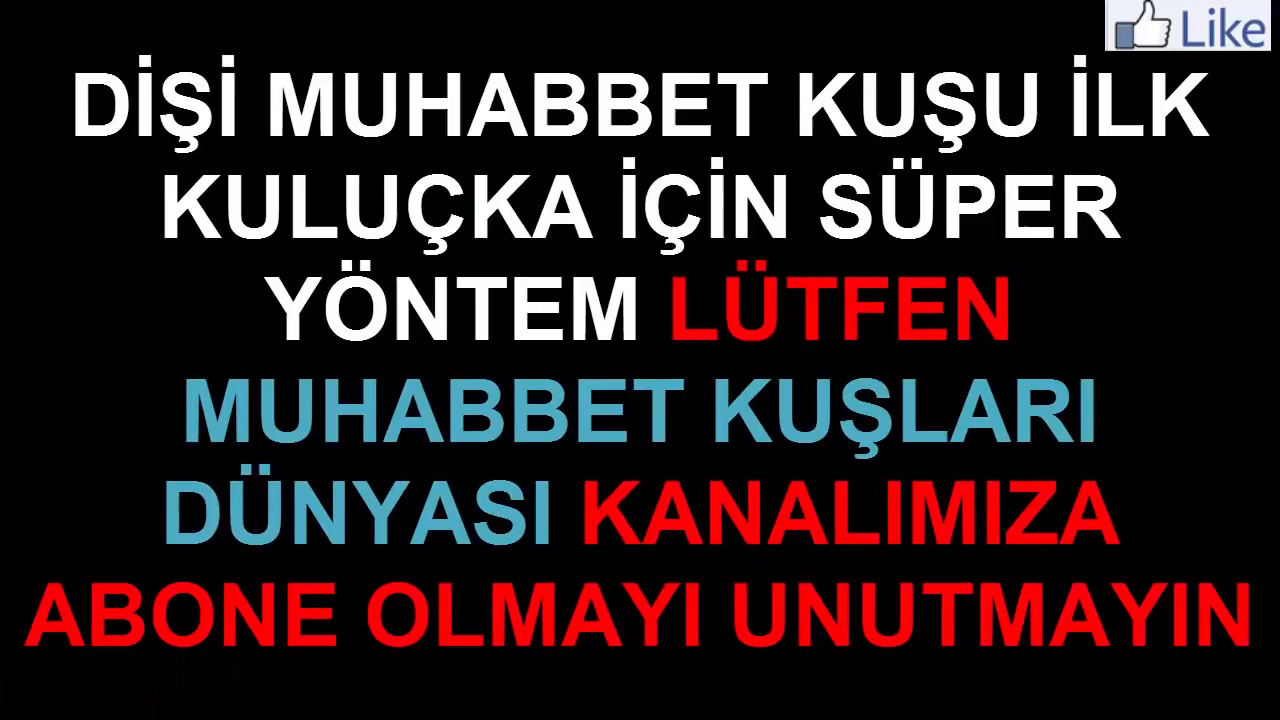 Like
DİŞİ MUHABBET KUŞU İLK
KULUÇKA İÇİN SÜPER
YÖNTEM LÜTFEN
MUHABBET KUŞLARI
DÜNYASI KANALIMIZA
ABONE OLMAYI UNUTMAYIN